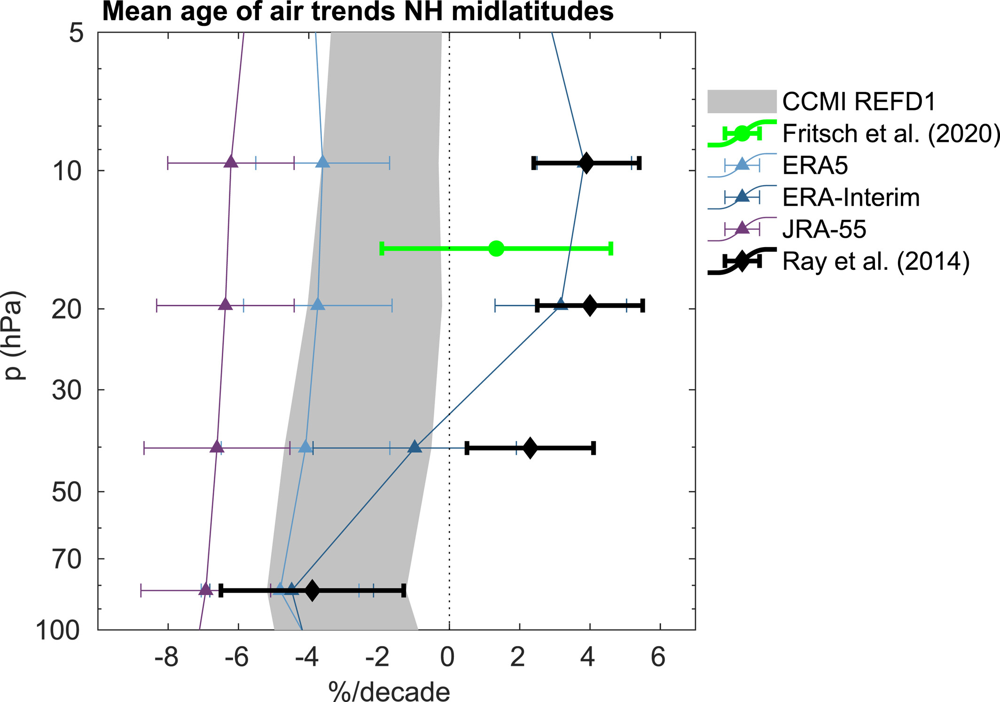 Mean age of air trends NH midlatitudes
5
10
20
30
50
70
100
p (hPa)
-8 -6 -4 -2 0 2 4 6
%/decade
CCMI REFD1
Fritsch et al. (2020)
ERA5
ERA-Interim
JRA-55
Ray et al. (2014)